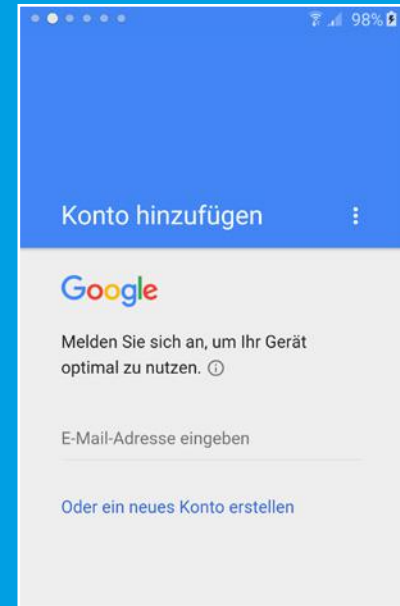 98%
Konto hinzufügen
Google
Melden Sie sich an, um Ihr Gerät
optimal zu nutzen.
E-Mail-Adresse eingeben
Oder ein neues Konto erstellen